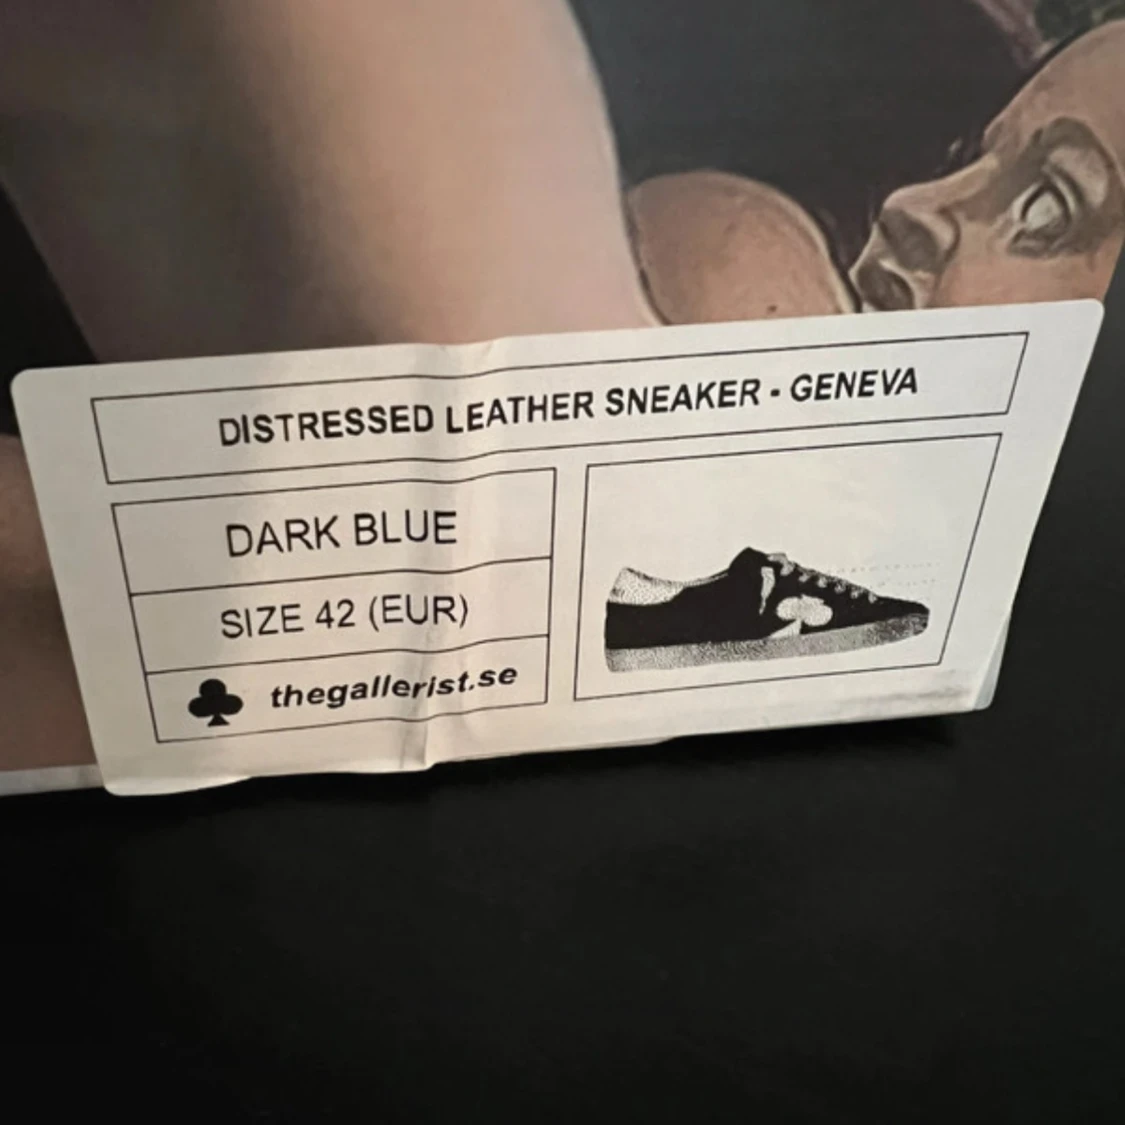 DISTRESSED LEATHER SNEAKER - GENEVA
DARK BLUE
SIZE 42 (EUR)
thegallerist.se